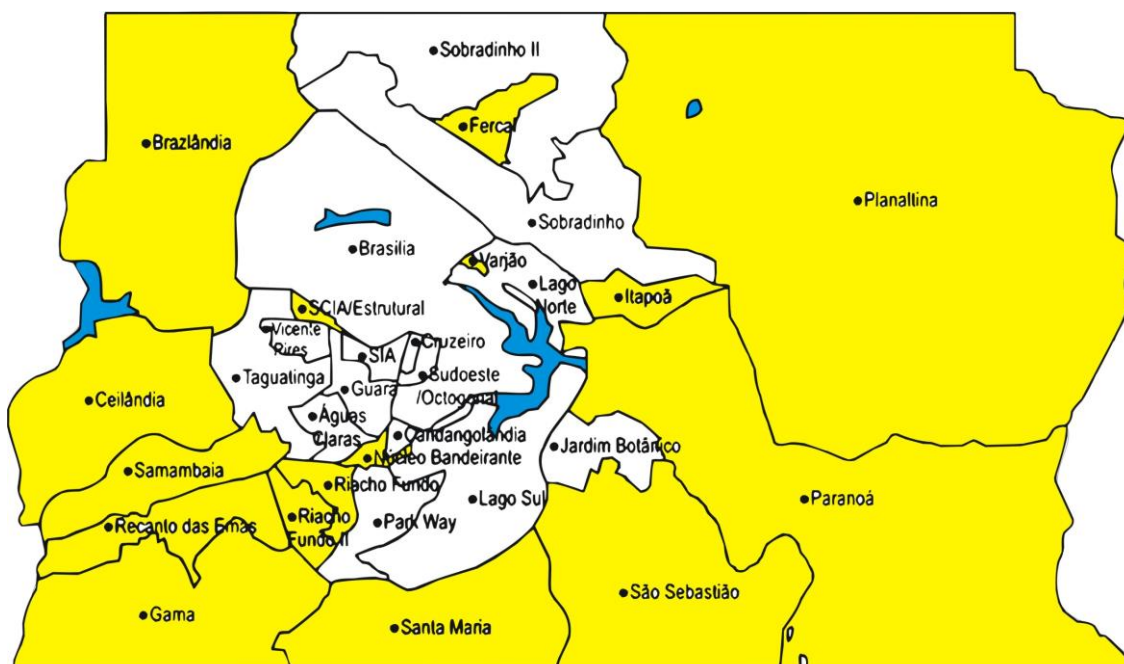 Sobradinho II
Fercal
Brazlândia
Planaltina
Sobradinho
Brasília
Varjão
Lago
Norte
Itapoã
SCIA/Estrutural
Vicente
Pires
Cruzeiro
SIA
Taguatinga
Sudoeste
/Octogonal
Guará
Ceilândia
Águas
Claras
Candangolândia
Jardim Botânico
Núcleo Bandeirante
Samambaia
Riacho Fundo
Lago Sul
Paranoá
Recanto das Emas
Riacho
Fundo II
Park Way
São Sebastião
Gama
Santa Maria